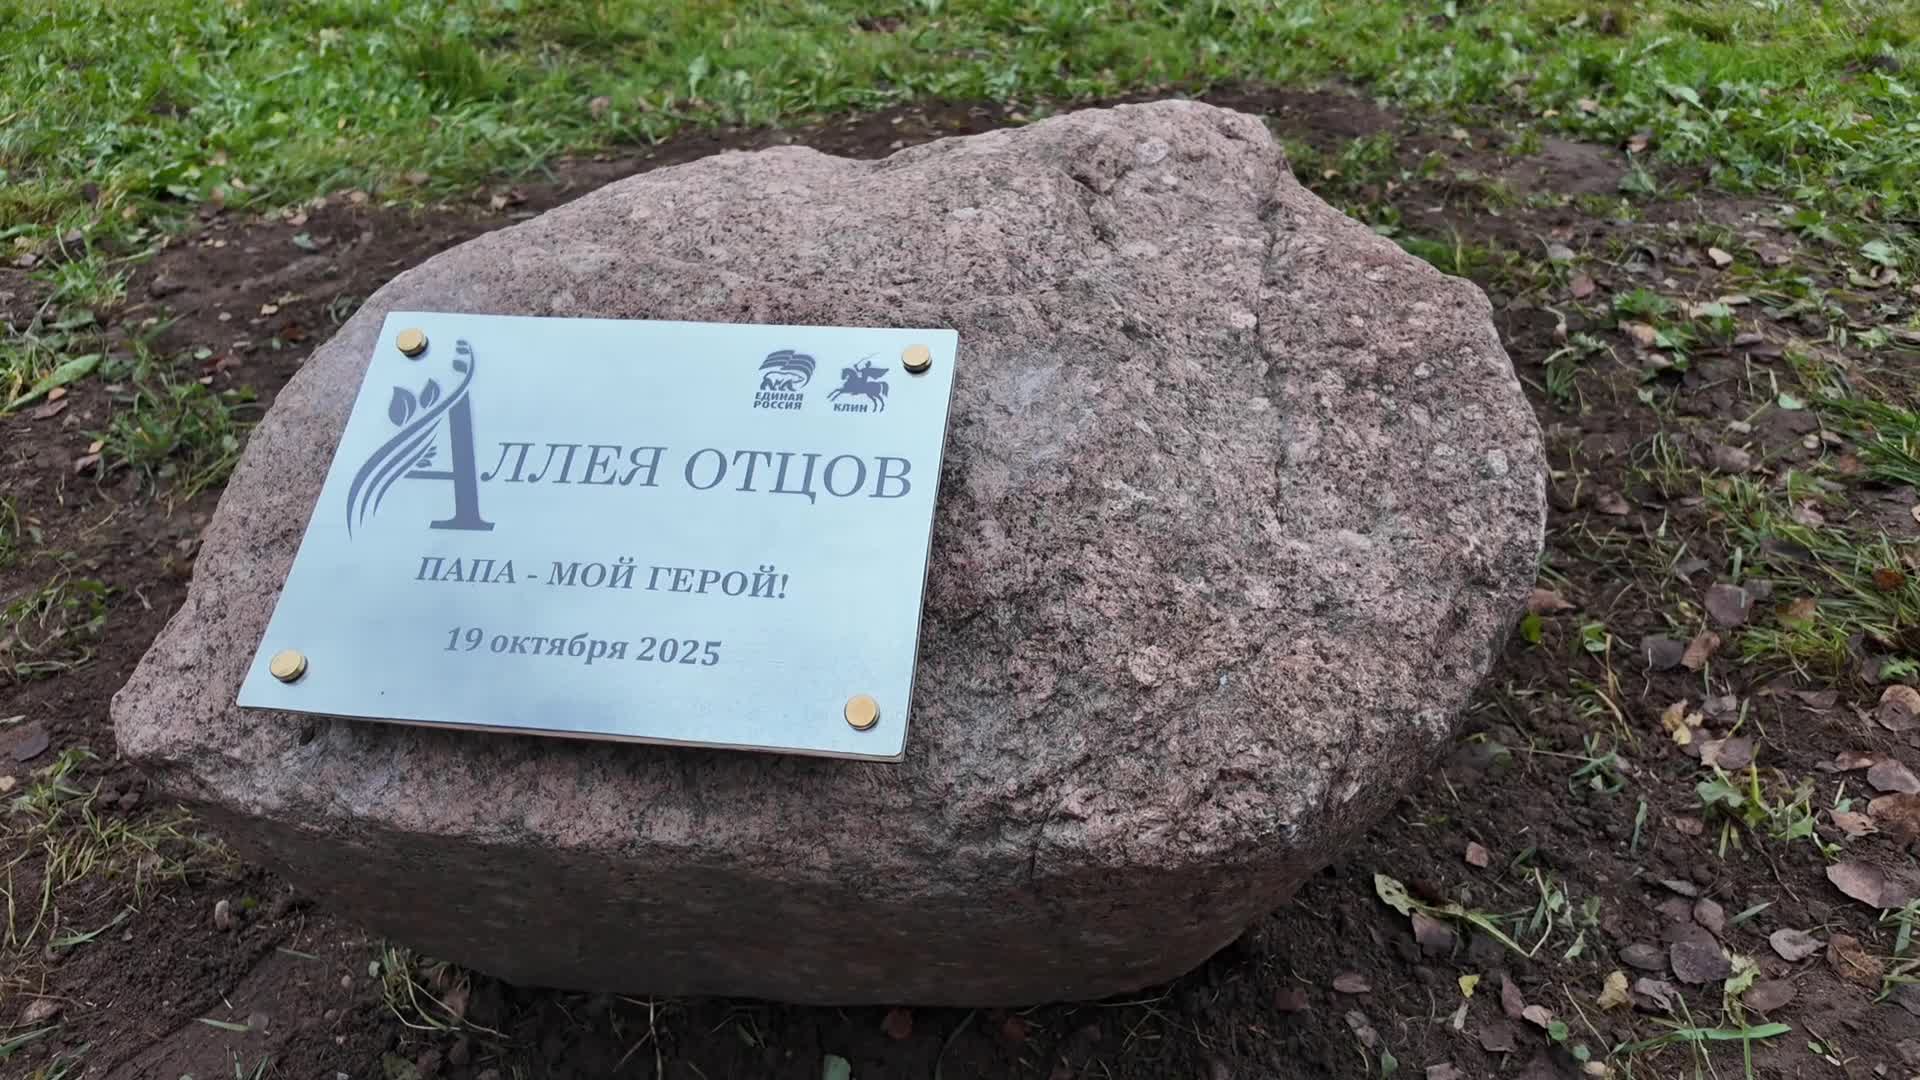 ЕДИНАЯ
РОССИЯ
КЛИН
АЛЛЕЯ ОТЦОВ
ПАПА - МОЙ ГЕРОЙ!
19 октября 2025